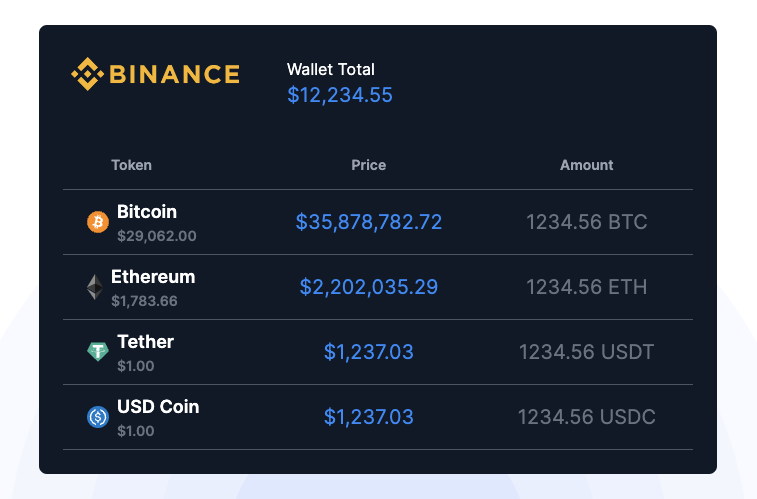 BINANCE
Wallet Total
$12,234.55
Token Price Amount
Bitcoin
$29,062.00
$35,878,782.72
1234.56 BTC
Ethereum
$1,783.66
$2,202,035.29
1234.56 ETH
Tether
$1.00
$1,237.03
1234.56 USDT
USD Coin
$1.00
$1,237.03
1234.56 USDC